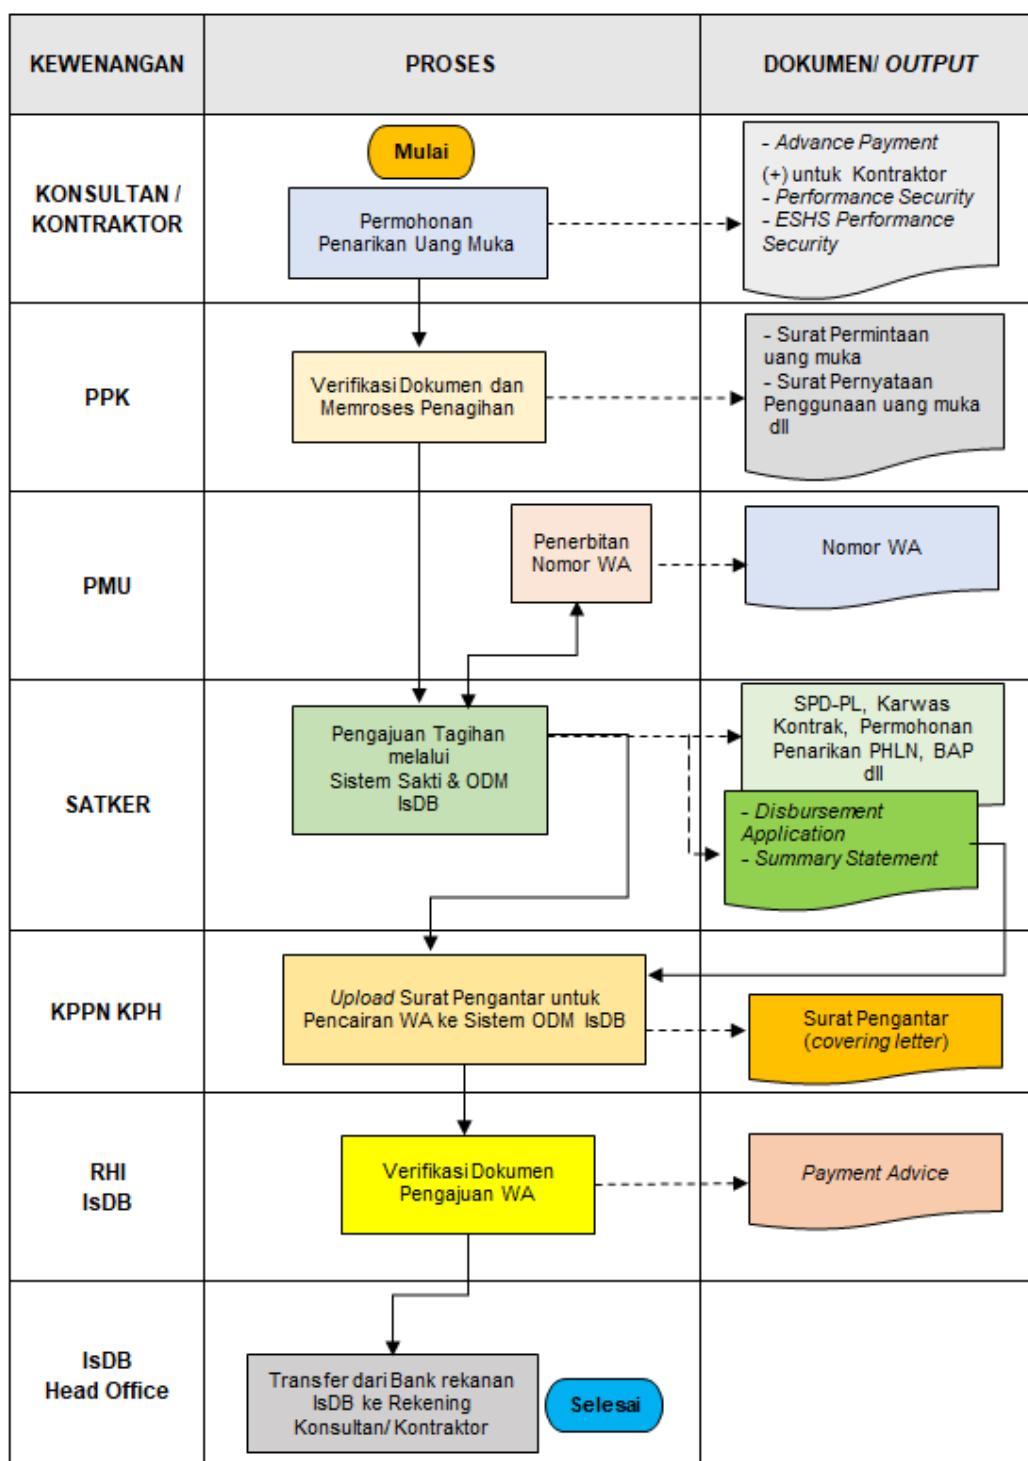 KEWENANGAN
PROSES
DOKUMEN/ OUTPUT
KONSULTAN /
KONTRAKTOR
Mulai
Permohonan
Penarikan Uang Muka
- Advance Payment
(+) untuk Kontraktor
- Performance Security
- ESHS Performance
Security
PPK
Verifikasi Dokumen dan
Memroses Penagihan
- Surat Permintaan
uang muka
- Surat Pernyataan
Penggunaan uang muka
dll
PMU
Penerbitan
Nomor WA
Nomor WA
SATKER
Pengajuan Tagihan
melalui
Sistem Sakti & ODM
IsDB
SPD-PL, Karwas
Kontrak, Permohonan
Penarikan PHLN, BAP
dll
- Disbursement
Application
- Summary Statement
KPPN KPH
Upload Surat Pengantar untuk
Pencairan WA ke Sistem ODM IsDB
Surat Pengantar
(covering letter)
RHI
IsDB
Verifikasi Dokumen
Pengajuan WA
Payment Advice
IsDB
Head Office
Transfer dari Bank rekanan
IsDB ke Rekening
Konsultan/ Kontraktor
Selesai